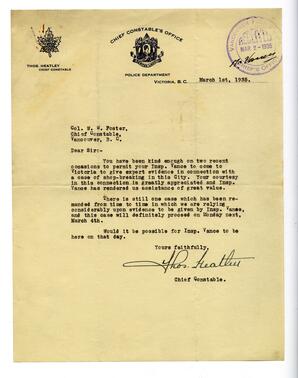 THOS. HEATLEY
CHIEF CONSTABLE
CHIEF CONSTABLE'S OFFICE
POLICE DEPARTMENT
VICTORIA, B. C.
MAR 2 - 1935
March 1st, 1935.
Col. W. W. Foster,
Chief Constable,
Vancouver, B. C.
Dear Sir:-
You have been kind enough on two recent
occasions to permit your Insp. Vance to come to
Victoria to give expert evidence in connection with
a case of shop-breaking in this City. Your courtesy
in this connection is greatly appreciated and Insp.
Vance has rendered us assistance of great value.
There is still one case which has been re-
manded from time to time in which we are relying
considerably upon evidence to be given by Insp. Vance,
and this case will definitely proceed on Monday next,
March 4th.
Would it be possible for Insp. Vance to be
here on that day.
Yours faithfully,
Thos. Heatley
Chief Constable.